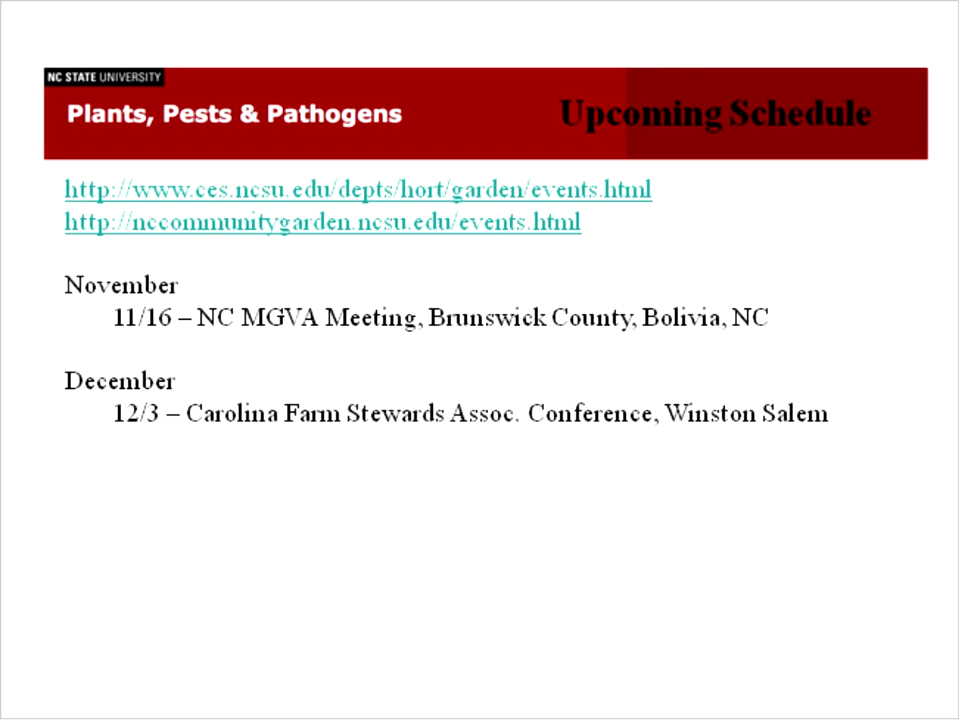 NC STATE UNIVERSITY
Plants, Pests & Pathogens
Upcoming Schedule
http://www.ces.ncsu.edu/depts/hort/garden/events.html
http://nccommunitygarden.ncsu.edu/events.html
November
11/16 – NC MGVA Meeting, Brunswick County, Bolivia, NC
December
12/3 – Carolina Farm Stewards Assoc. Conference, Winston Salem